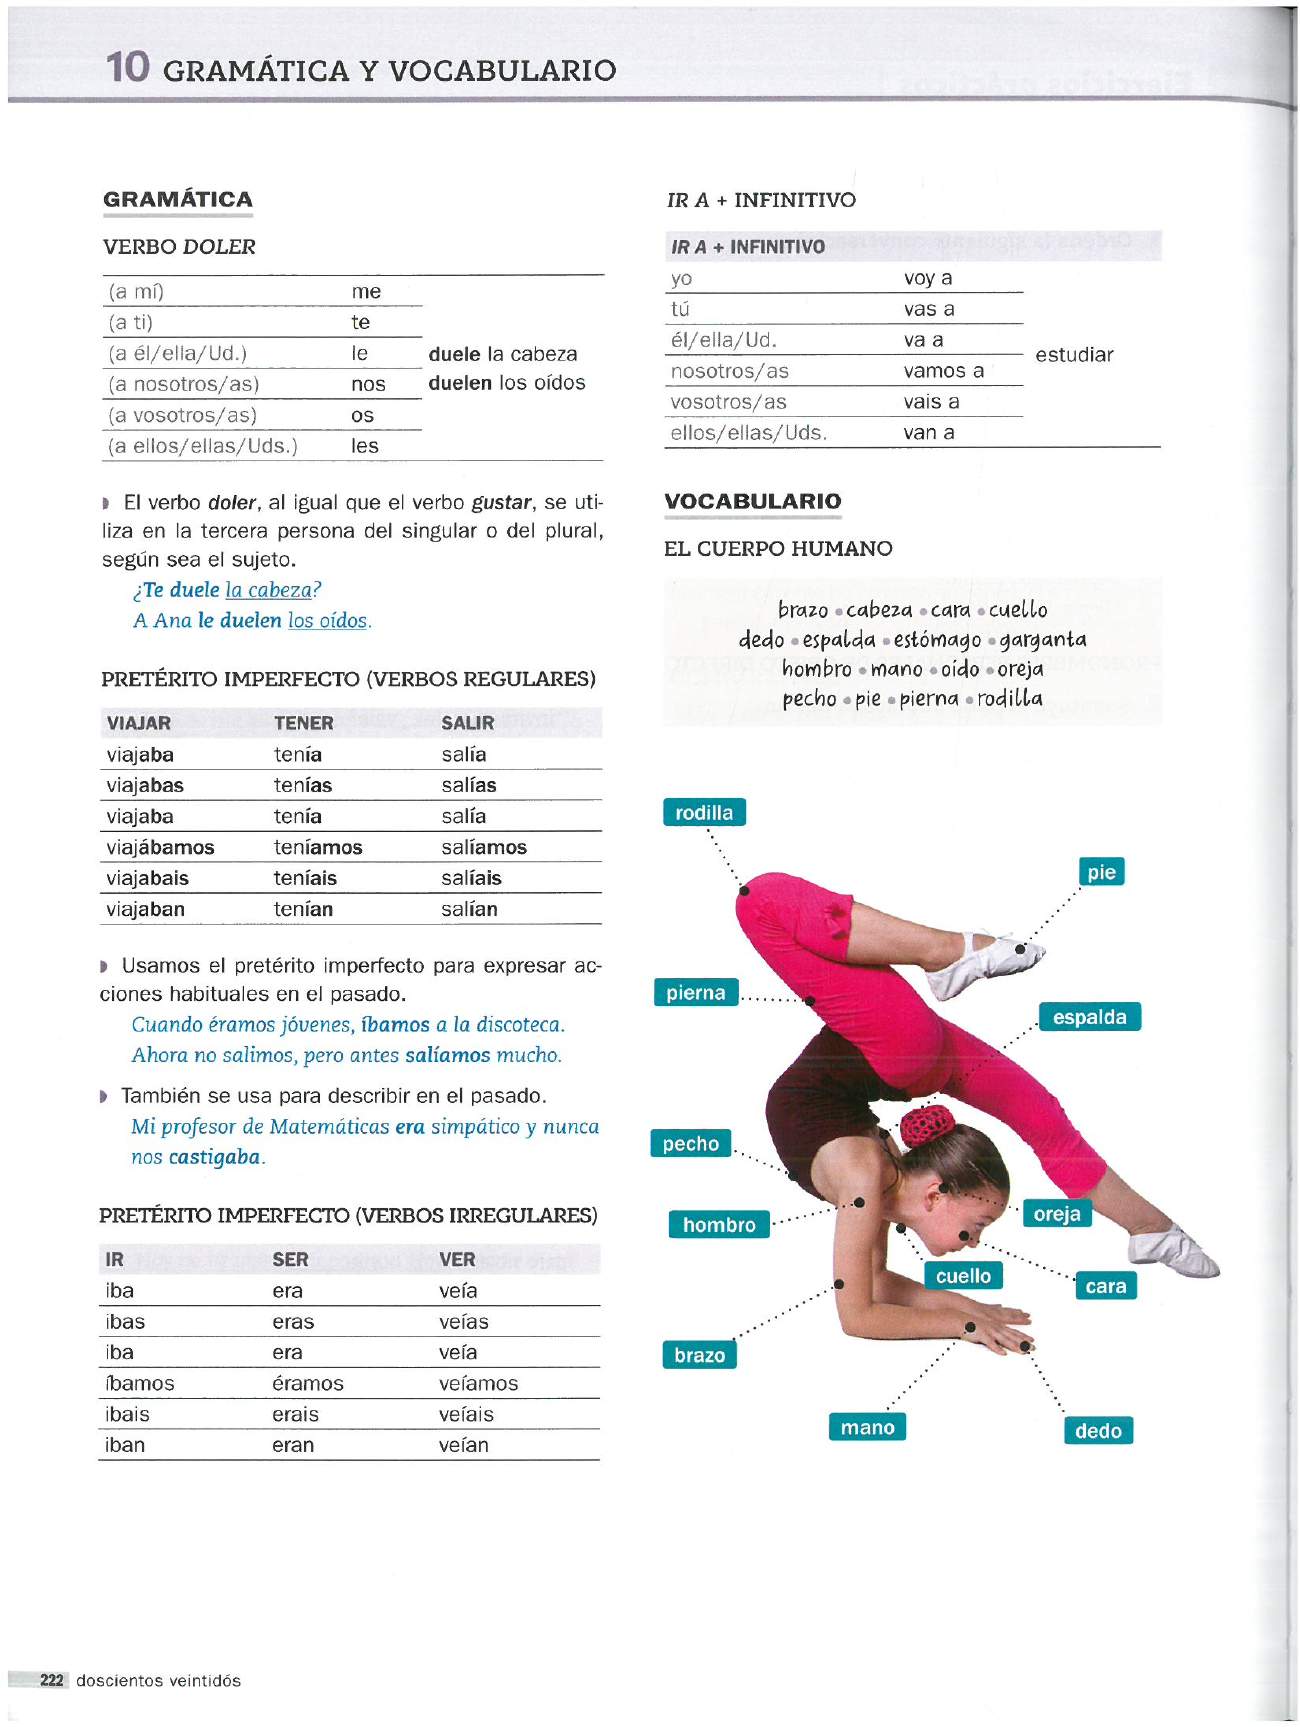 10 GRAMÁTICA Y VOCABULARIO
GRAMÁTICA
VERBO DOLER
(a mí) me
(a ti) te
(a él/ella/Ud.) le duele la cabeza
(a nosotros/as) nos duelen los oídos
(a vosotros/as) os
(a ellos/ellas/Uds.) les
El verbo doler, al igual que el verbo gustar, se uti-
liza en la tercera persona del singular o del plural,
según sea el sujeto.
¿Te duele la cabeza?
A Ana le duelen los oídos.
PRETÉRITO IMPERFECTO (VERBOS REGULARES)
VIAJAR TENER SALIR
viajaba tenía salía
viajabas tenías salías
viajaba tenía salía
viajábamos teníamos salíamos
viajabais teníais salíais
viajaban tenían salían
Usamos el pretérito imperfecto para expresar ac-
ciones habituales en el pasado.
Cuando éramos jóvenes, íbamos a la discoteca.
Ahora no salimos, pero antes salíamos mucho.
También se usa para describir en el pasado.
Mi profesor de Matemáticas era simpático y nunca
nos castigaba.
PRETÉRITO IMPERFECTO (VERBOS IRREGULARES)
IR SER VER
iba era veía
ibas eras veías
iba era veía
íbamos éramos veíamos
ibais erais veíais
iban eran veían
IR A + INFINITIVO
IR A + INFINITIVO
yo voy a
tú vas a
él/ella/Ud. va a
estudiar
nosotros/as vamos a
vosotros/as vais a
ellos/ellas/Uds. van a
VOCABULARIO
EL CUERPO HUMANO
brazo • cabeza • cara • cuello
dedo • espalda • estómago • garganta
hombro • mano • oído • oreja
pecho • pie • pierna • rodilla
rodilla
pie
pierna
espalda
pecho
oreja
hombro
cuello
cara
brazo
mano
dedo
222 doscientos veintidós